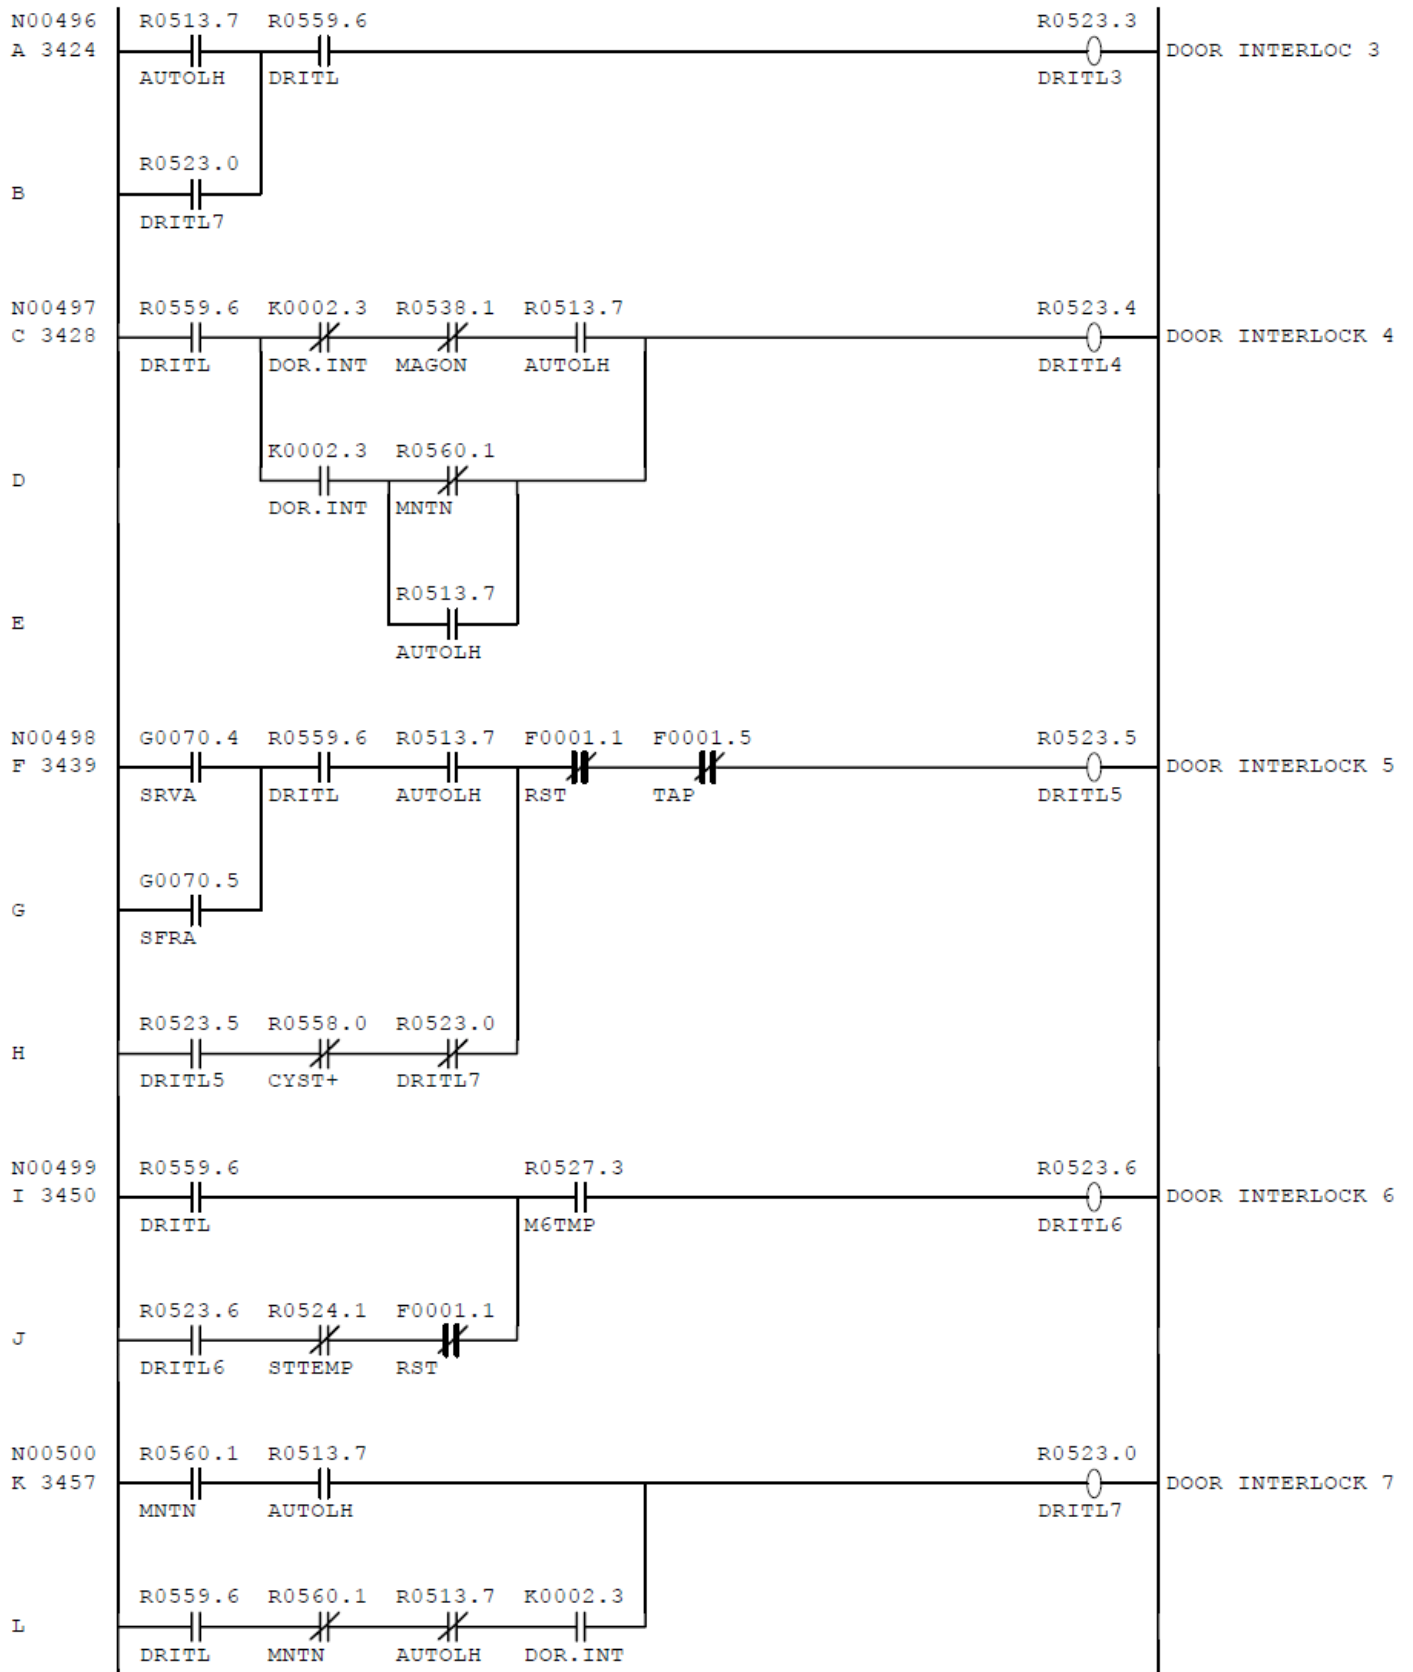 N00496 R0513.7 R0559.6 R0523.3
A 3424 DOOR INTERLOC 3
AUTOLH DRITL DRITL3
R0523.0
B
DRITL7
N00497 R0559.6 K0002.3 R0538.1 R0513.7 R0523.4
C 3428 DOOR INTERLOCK 4
DRITL DOR.INT MAGON AUTOLH DRITL4
K0002.3 R0560.1
D
DOR.INT MNTN
R0513.7
E
AUTOLH
N00498 G0070.4 R0559.6 R0513.7 F0001.1 F0001.5 R0523.5
F 3439 DOOR INTERLOCK 5
SRVA DRITL AUTOLH RST TAP DRITL5
G0070.5
G
SFRA
R0523.5 R0558.0 R0523.0
H
DRITL5 CYST+ DRITL7
N00499 R0559.6 R0527.3 R0523.6
I 3450 DOOR INTERLOCK 6
DRITL M6TMP DRITL6
R0523.6 R0524.1 F0001.1
J
DRITL6 STTEMP RST
N00500 R0560.1 R0513.7 R0523.0
K 3457 DOOR INTERLOCK 7
MNTN AUTOLH DRITL7
R0559.6 R0560.1 R0513.7 K0002.3
L
DRITL MNTN AUTOLH DOR.INT